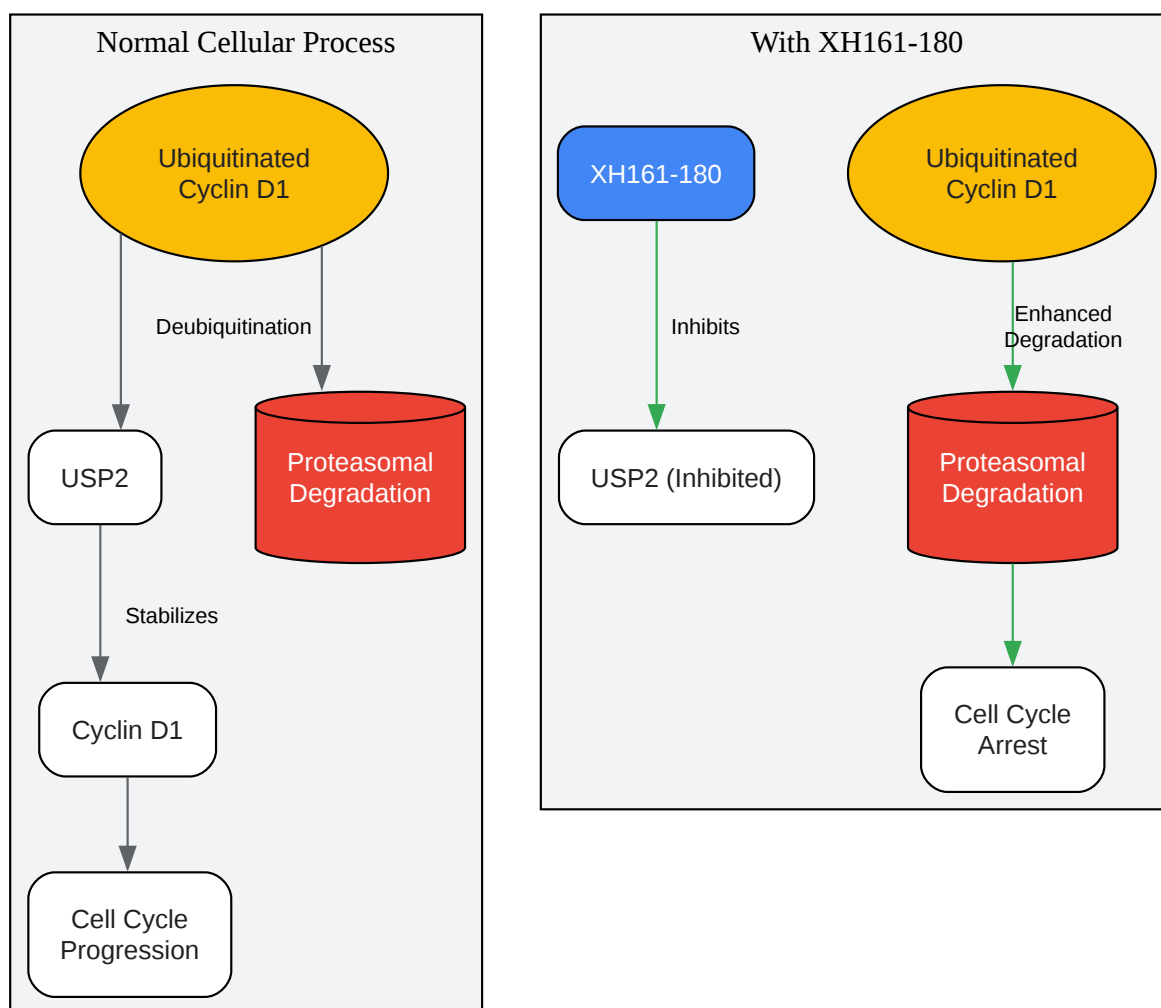 Normal Cellular Process
Ubiquitinated
Cyclin D1
Deubiquitination
USP2
Proteasomal
Degradation
Stabilizes
Cyclin D1
Cell Cycle
Progression
With XH161-180
XH161-180
Ubiquitinated
Cyclin D1
Inhibits
Enhanced
Degradation
USP2 (Inhibited)
Proteasomal
Degradation
Cell Cycle
Arrest